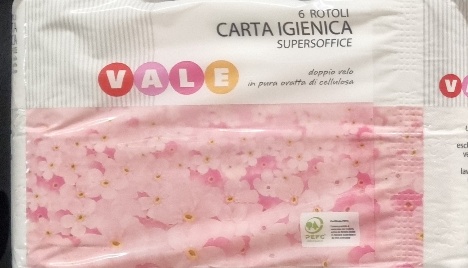 6 ROTOLI
CARTA IGIENICA
SUPERSOFFICE
VALE
doppio velo
in pura ovatta di cellulosa
V
PEFC